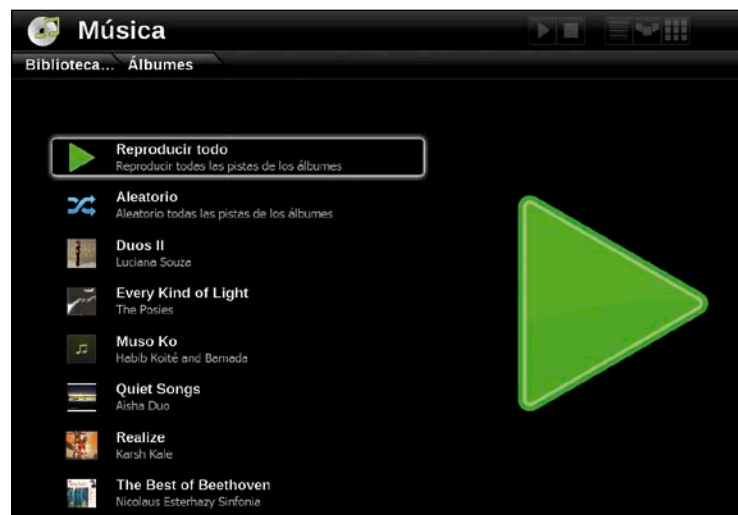 Música
Biblioteca... Álbumes
Reproducir todo
Reproducir todas las pistas de los álbumes
Aleatorio
Aleatorio todas las pistas de los álbumes
Duos II
Luciana Souza
Every Kind of Light
The Posies
Muso Ko
Habib Koité and Bamada
Quiet Songs
Aisha Duo
Realize
Karsh Kale
The Best of Beethoven
Nicolaus Esterhazy Sinfonia